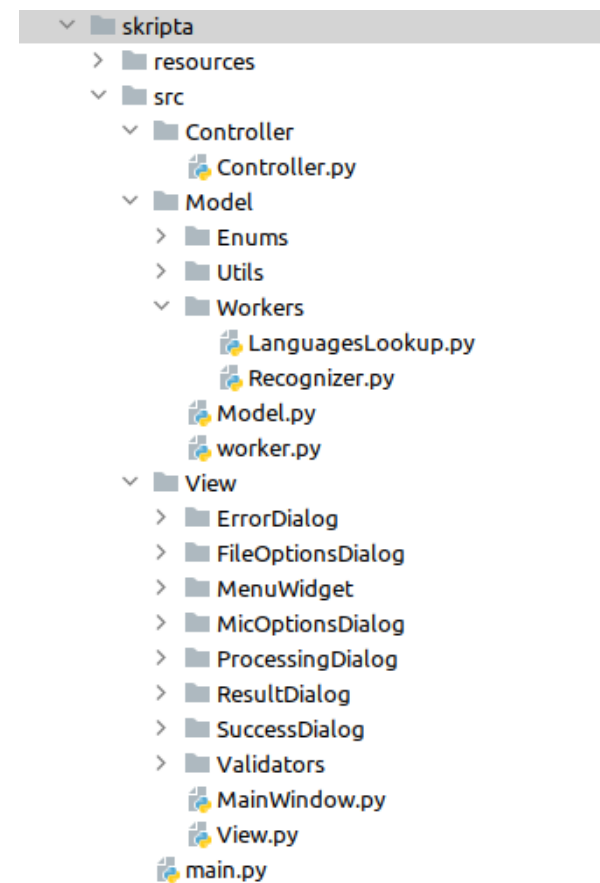 skripta
resources
src
Controller
Controller.py
Model
Enums
Utils
Workers
LanguagesLookup.py
Recognizer.py
Model.py
worker.py
View
ErrorDialog
FileOptionsDialog
MenuWidget
MicOptionsDialog
ProcessingDialog
ResultDialog
SuccessDialog
Validators
MainWindow.py
View.py
main.py